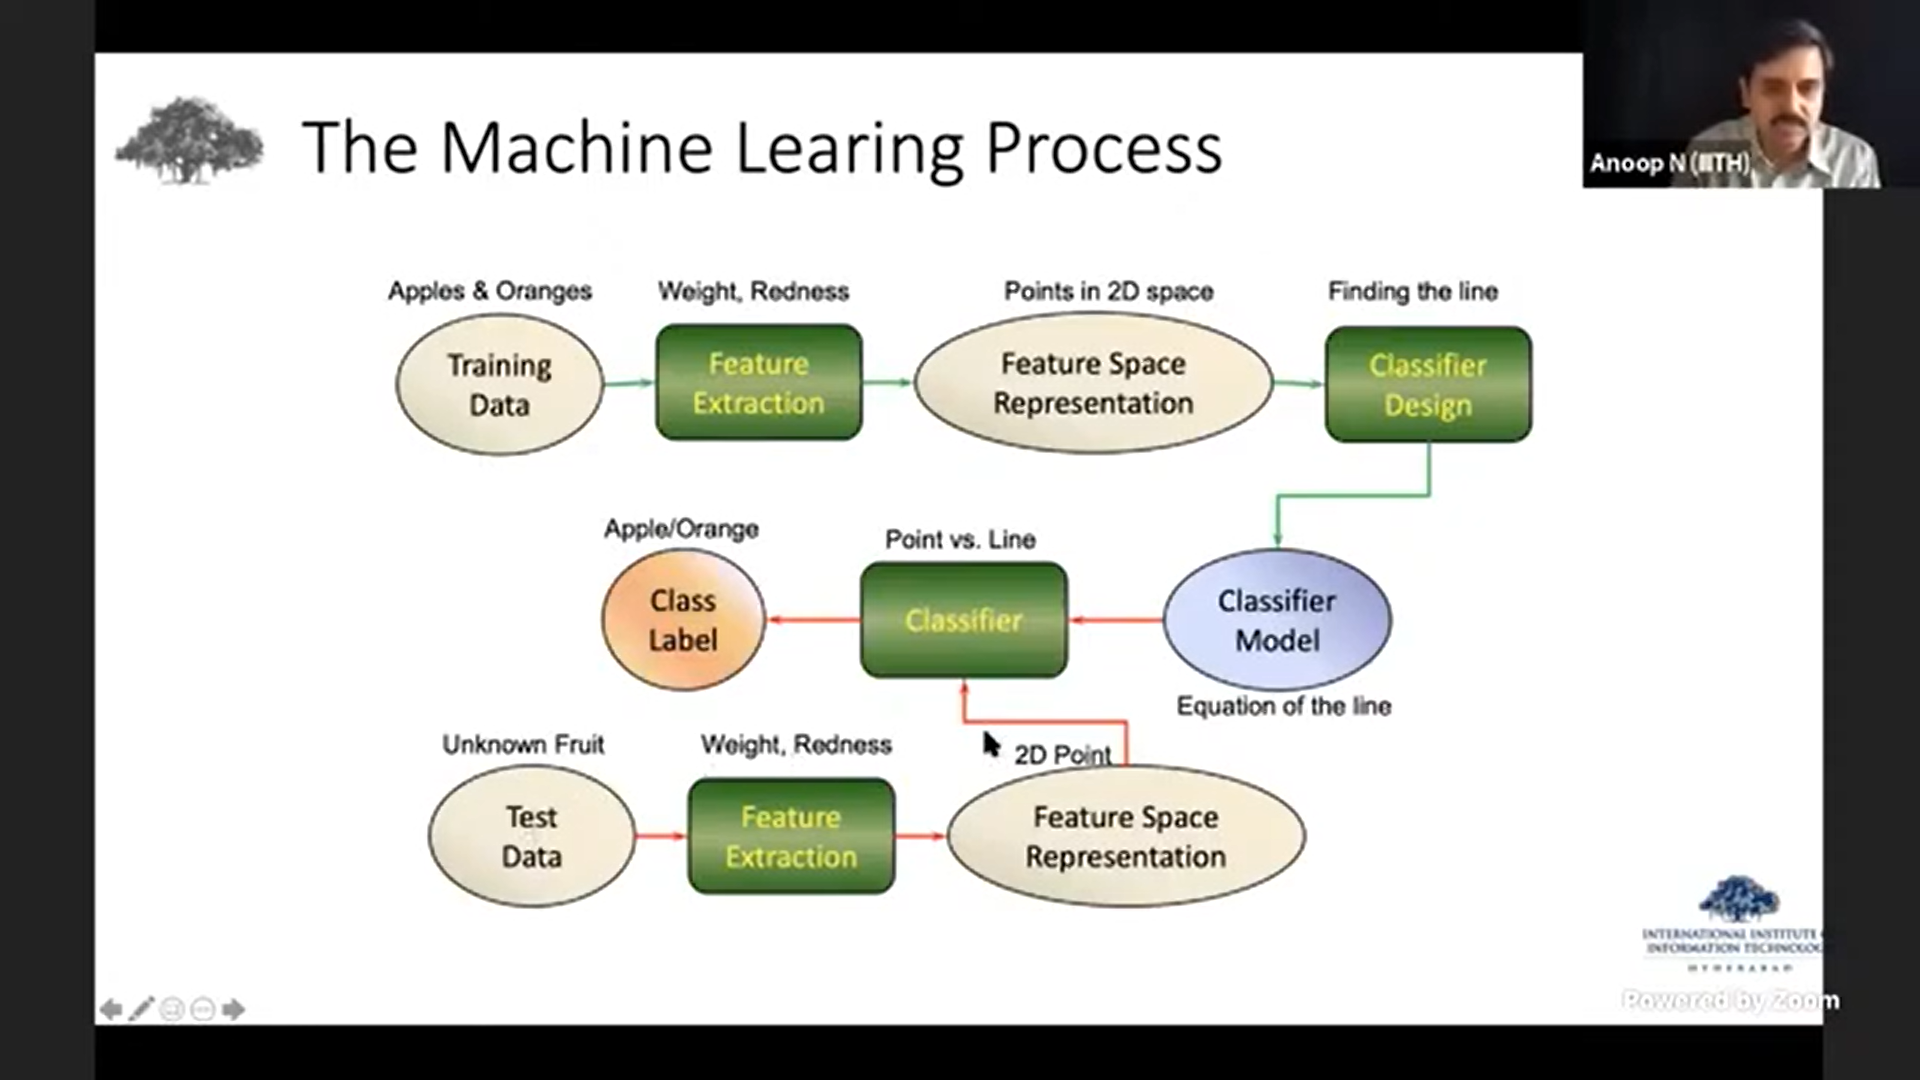 The Machine Learing Process
Anoop N (IIITH)
Apples & Oranges
Weight, Redness
Points in 2D space
Finding the line
Training
Data
Feature
Extraction
Feature Space
Representation
Classifier
Design
Apple/Orange
Point vs. Line
Class
Label
Classifier
Classifier
Model
Equation of the line
Unknown Fruit
Weight, Redness
2D Point
Test
Data
Feature
Extraction
Feature Space
Representation
INTERNATIONAL INSTITUTE
INFORMATION TECHNOLOG
HYDERABAD
Powered by Zoom